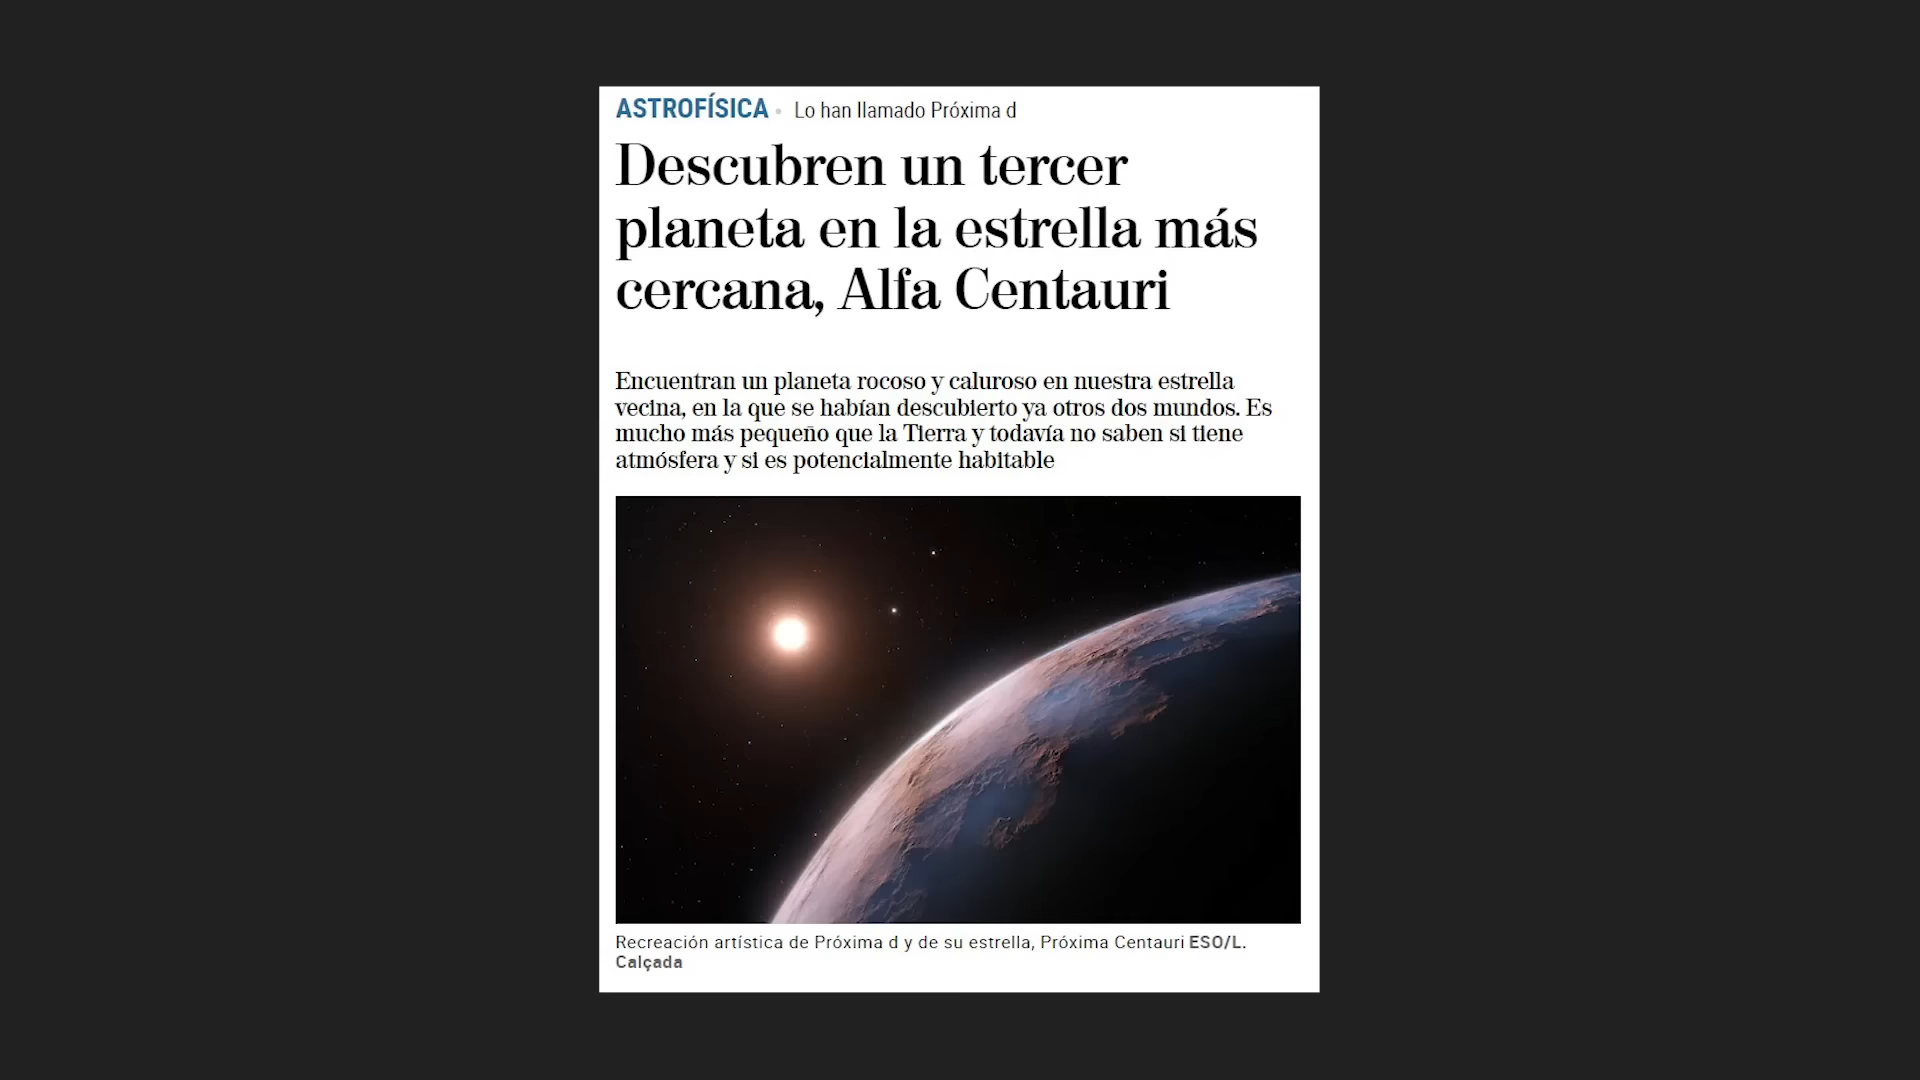 ASTROFÍSICA • Lo han llamado Próxima d
Descubren un tercer
planeta en la estrella más
cercana, Alfa Centauri
Encuentran un planeta rocoso y caluroso en nuestra estrella
vecina, en la que se habían descubierto ya otros dos mundos. Es
mucho más pequeño que la Tierra y todavía no saben si tiene
atmósfera y si es potencialmente habitable
Recreación artística de Próxima d y de su estrella, Próxima Centauri ESO/L.
Calçada